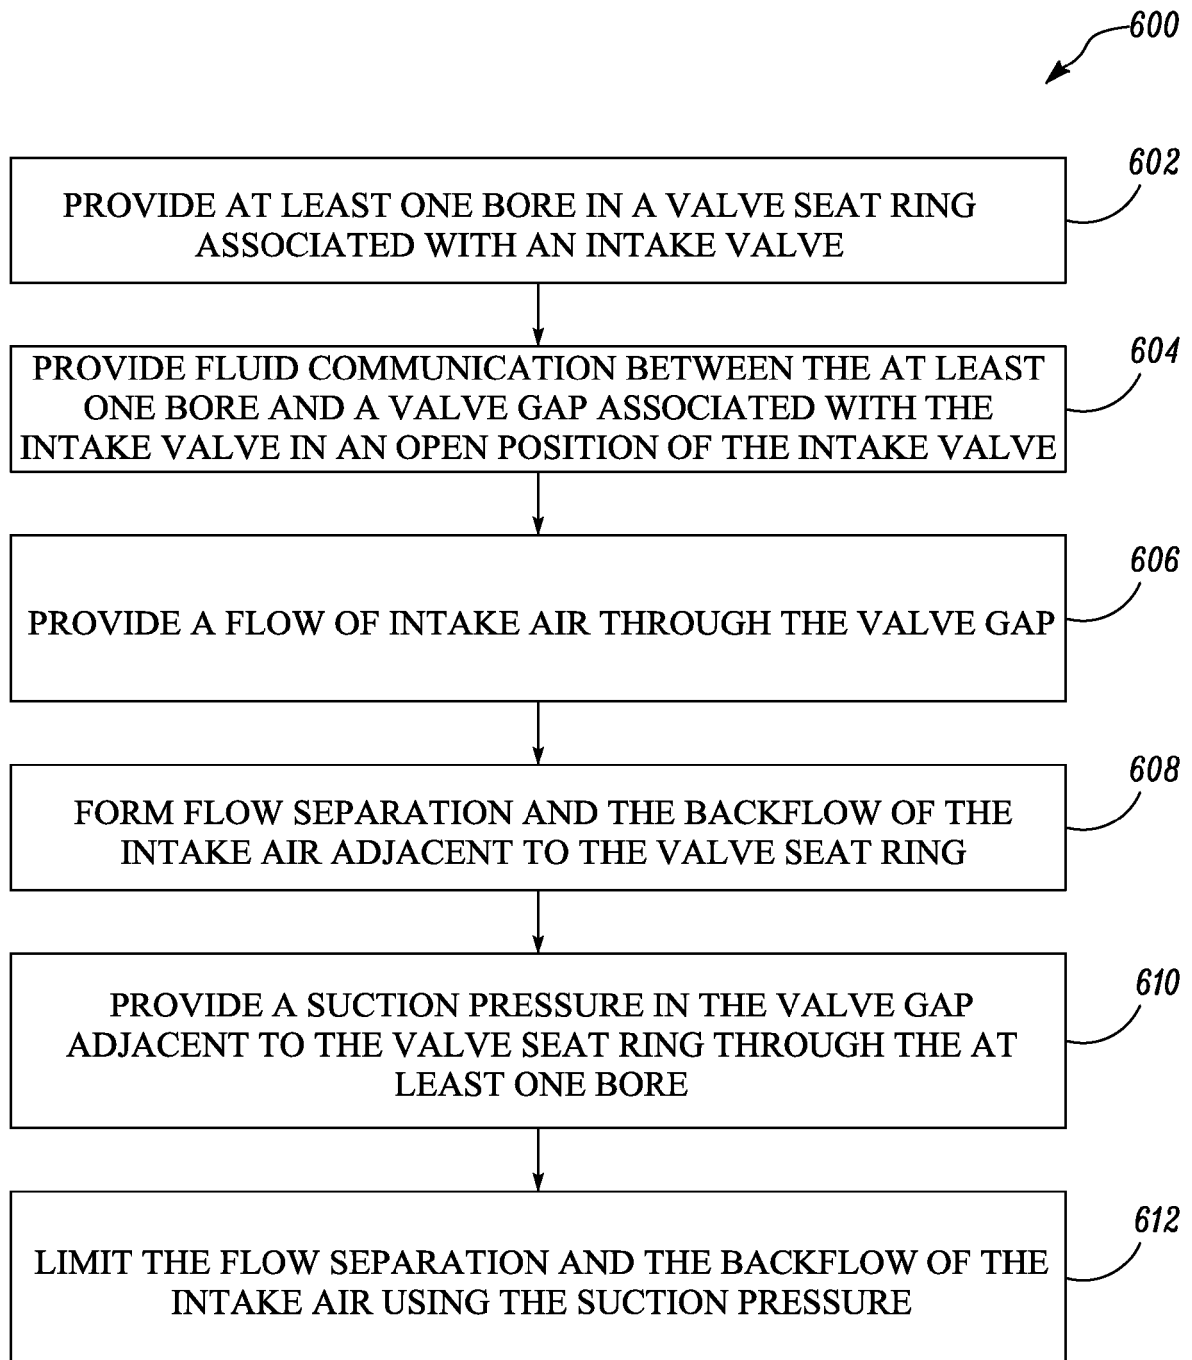 600
602
PROVIDE AT LEAST ONE BORE IN A VALVE SEAT RING
ASSOCIATED WITH AN INTAKE VALVE
604
PROVIDE FLUID COMMUNICATION BETWEEN THE AT LEAST
ONE BORE AND A VALVE GAP ASSOCIATED WITH THE
INTAKE VALVE IN AN OPEN POSITION OF THE INTAKE VALVE
606
PROVIDE A FLOW OF INTAKE AIR THROUGH THE VALVE GAP
608
FORM FLOW SEPARATION AND THE BACKFLOW OF THE
INTAKE AIR ADJACENT TO THE VALVE SEAT RING
610
PROVIDE A SUCTION PRESSURE IN THE VALVE GAP
ADJACENT TO THE VALVE SEAT RING THROUGH THE AT
LEAST ONE BORE
612
LIMIT THE FLOW SEPARATION AND THE BACKFLOW OF THE
INTAKE AIR USING THE SUCTION PRESSURE